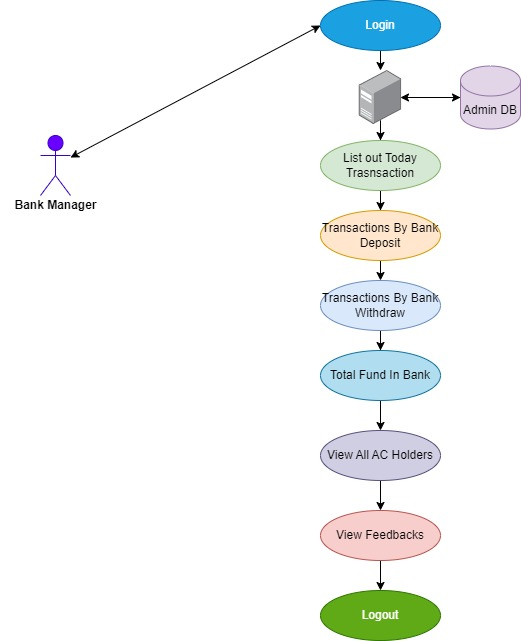 Login
Admin DB
List out Today
Trasnsaction
Bank Manager
Transactions By Bank
Deposit
Transactions By Bank
Withdraw
Total Fund In Bank
View All AC Holders
View Feedbacks
Logout